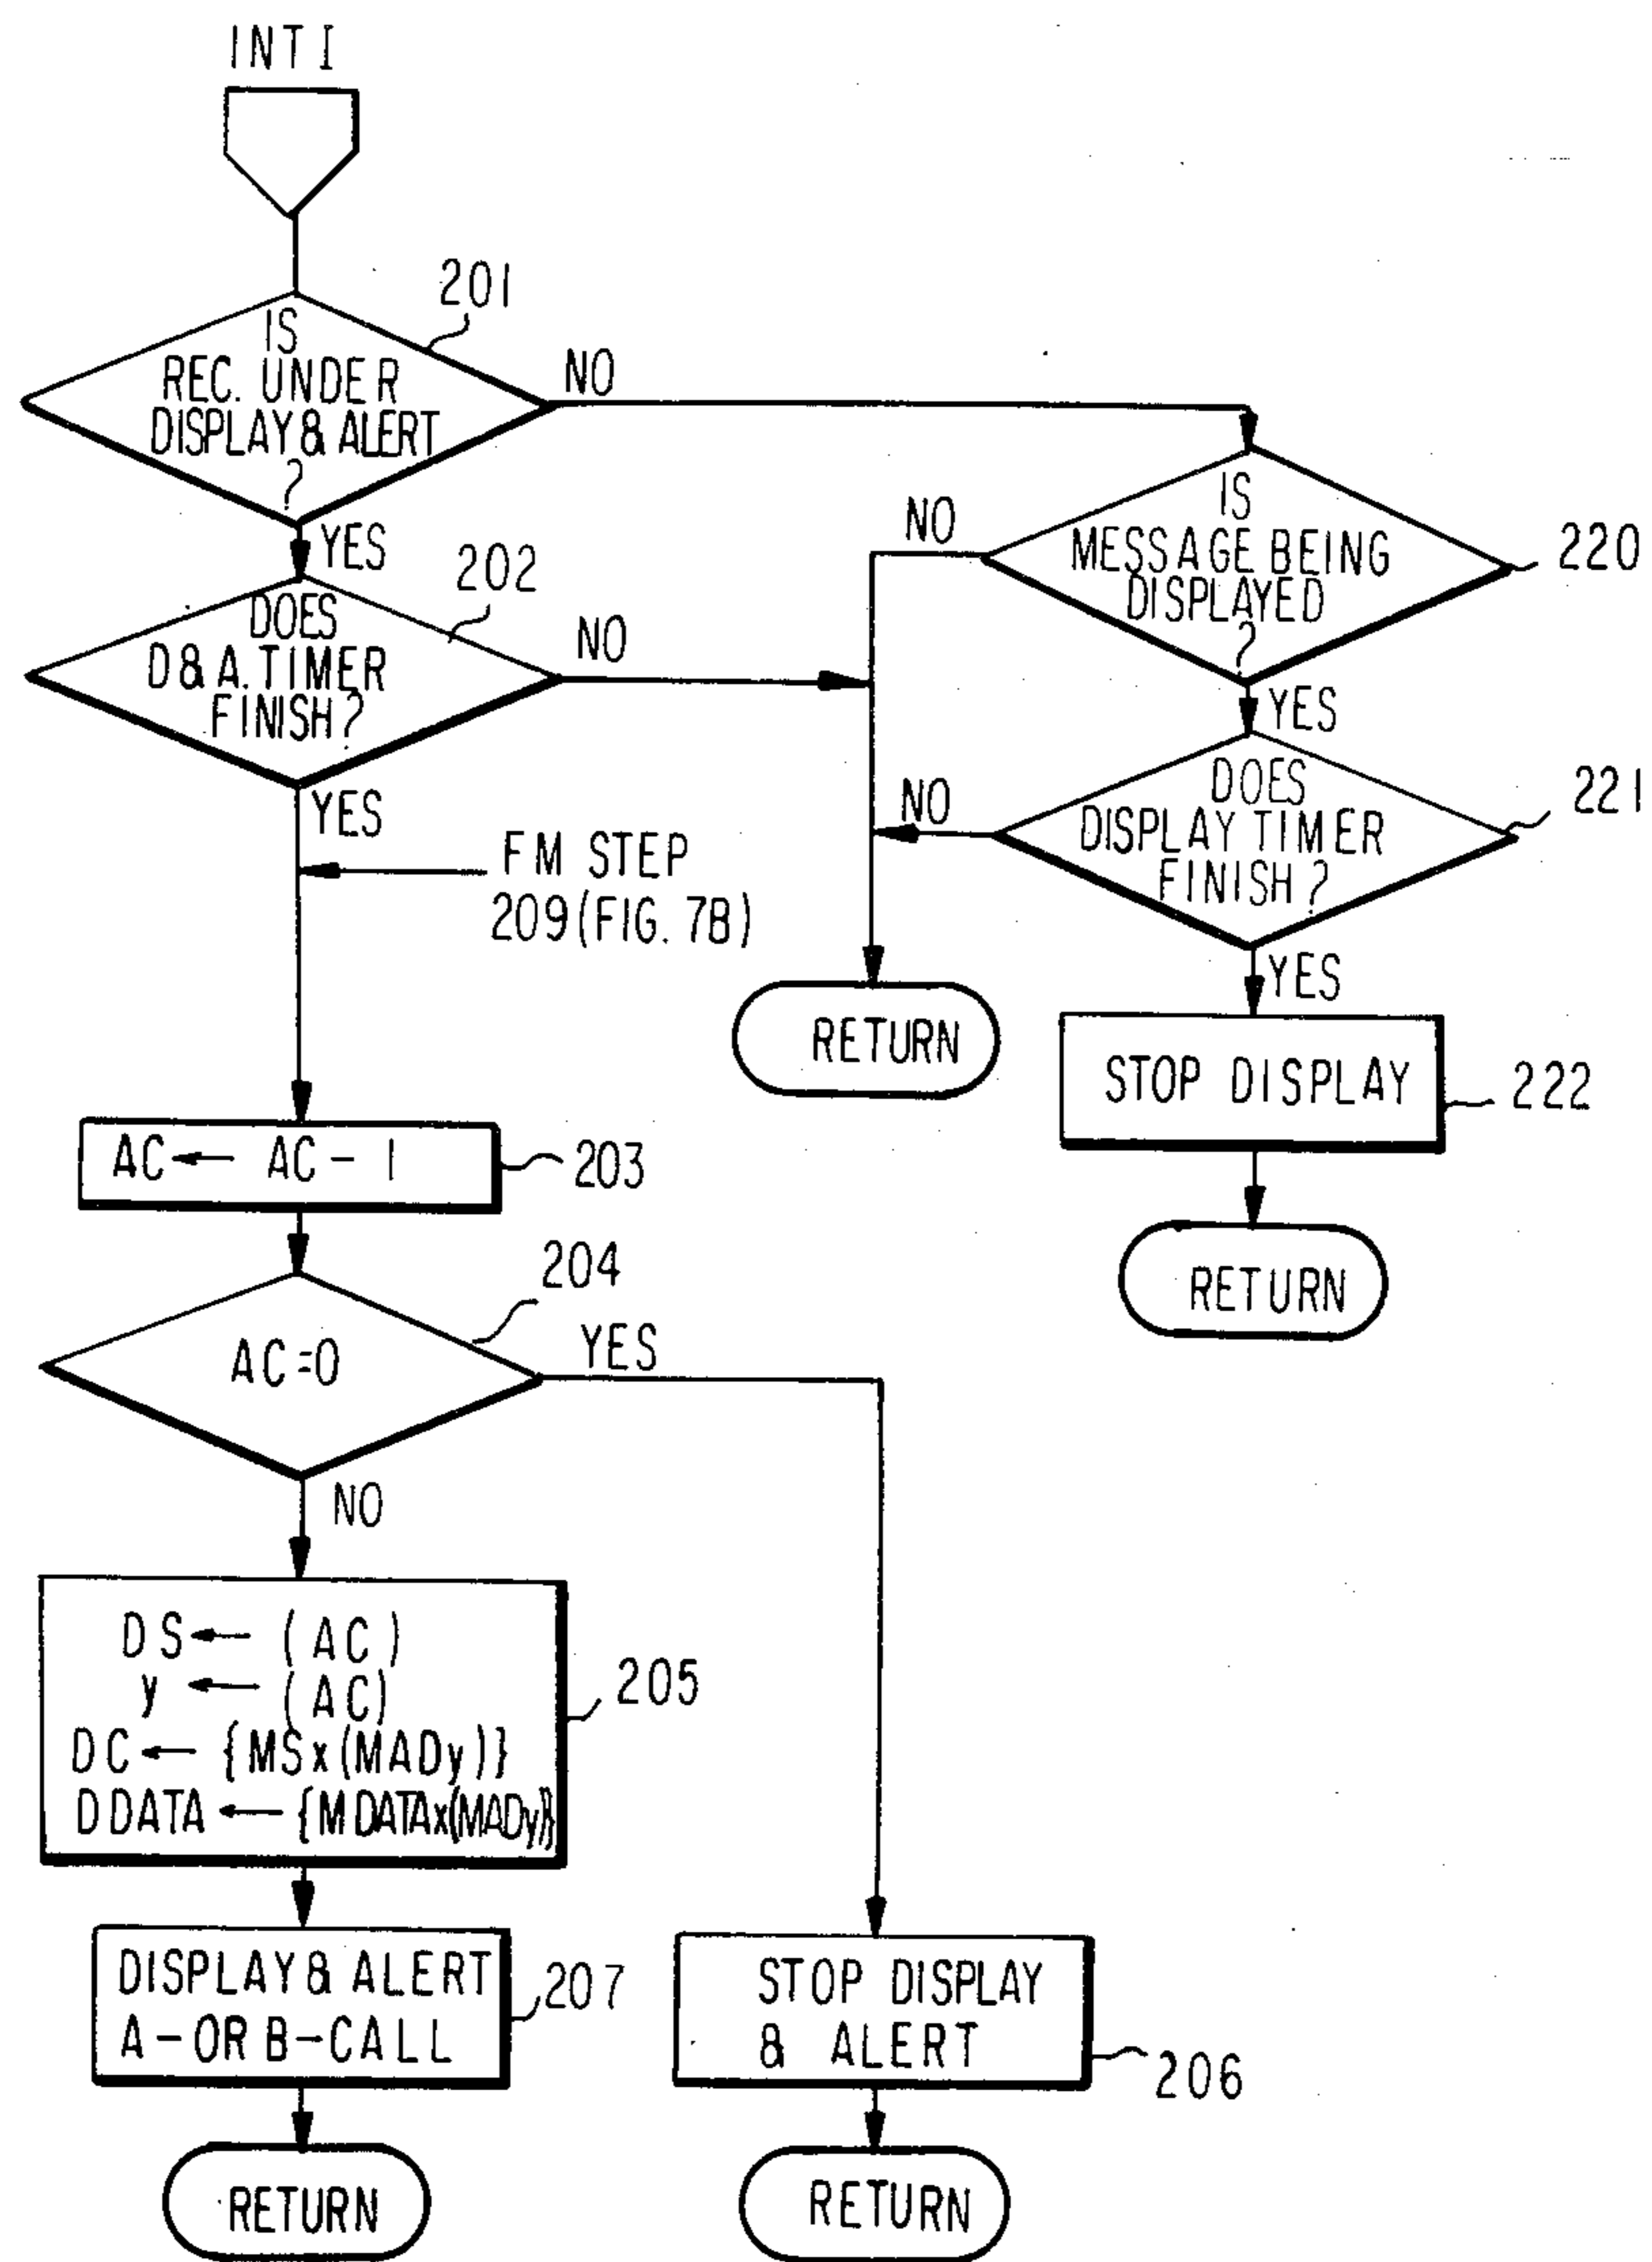 INT I
201
IS
REC. UNDER
DISPLAY & ALERT
?
NO
YES
IS
MESSAGE BEING
DISPLAYED
?
220
NO
202
DOES
D & A. TIMER
FINISH?
NO
YES
YES
DOES
DISPLAY TIMER
FINISH?
221
NO
FM STEP
209 (FIG. 7B)
YES
RETURN
STOP DISPLAY
222
AC ← AC - 1
203
RETURN
204
AC=0
YES
NO
DS ← (AC)
y ← (AC)
DC ← {MSx(MADy)}
DDATA ← {MDATAx(MADy)}
205
DISPLAY & ALERT
A-OR B-CALL
207
STOP DISPLAY
& ALERT
206
RETURN
RETURN